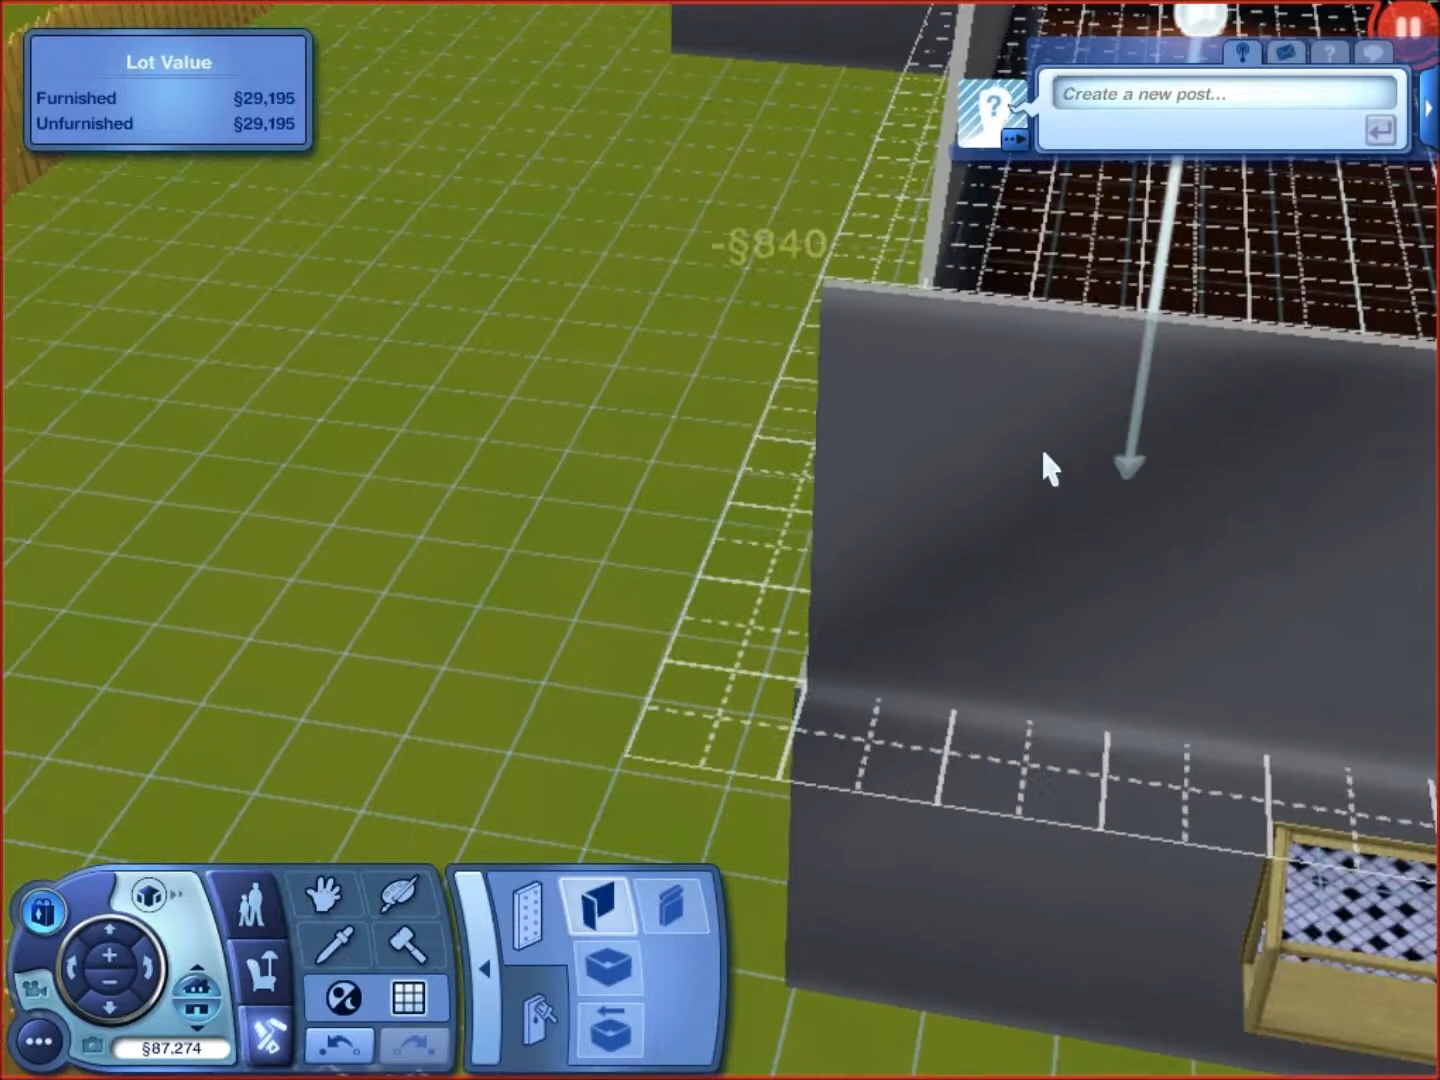 Lot Value
Furnished §29,195
Unfurnished §29,195
Create a new post...
-§840
§87,274